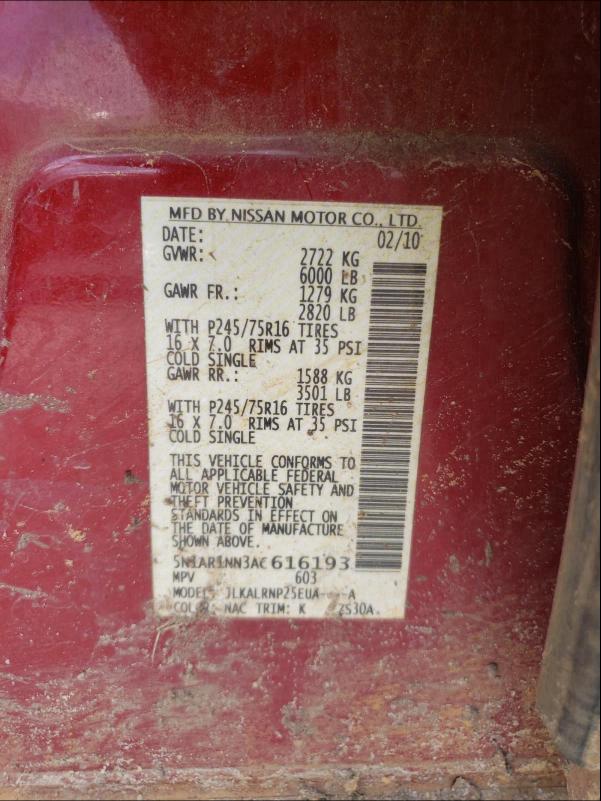 MFD BY NISSAN MOTOR CO., LTD.
DATE: 02/10
GVWR: 2722 KG
6000 LB
GAWR FR.: 1279 KG
2820 LB
WITH P245/75R16 TIRES
16 X 7.0 RIMS AT 35 PSI
COLD SINGLE
GAWR RR.: 1588 KG
3501 LB
WITH P245/75R16 TIRES
16 X 7.0 RIMS AT 35 PSI
COLD SINGLE
THIS VEHICLE CONFORMS TO
ALL APPLICABLE FEDERAL
MOTOR VEHICLE SAFETY AND
THEFT PREVENTION
STANDARDS IN EFFECT ON
THE DATE OF MANUFACTURE
SHOWN ABOVE.
5N1AR1NN3AC616193
MPV 603
MODEL: JLKALRNP25EUA----A
COLOR: NAC TRIM: K ZS30A